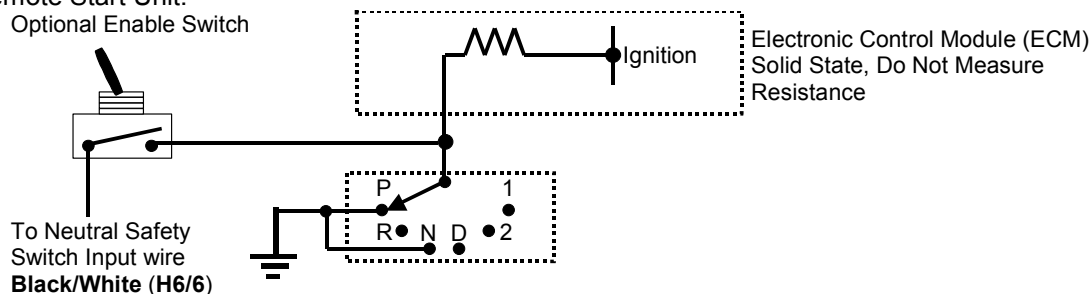 Start Unit.
Optional Enable Switch
Ignition
Electronic Control Module (ECM)
Solid State, Do Not Measure
Resistance
P 1
R N D 2
To Neutral Safety
Switch Input wire
Black/White (H6/6)